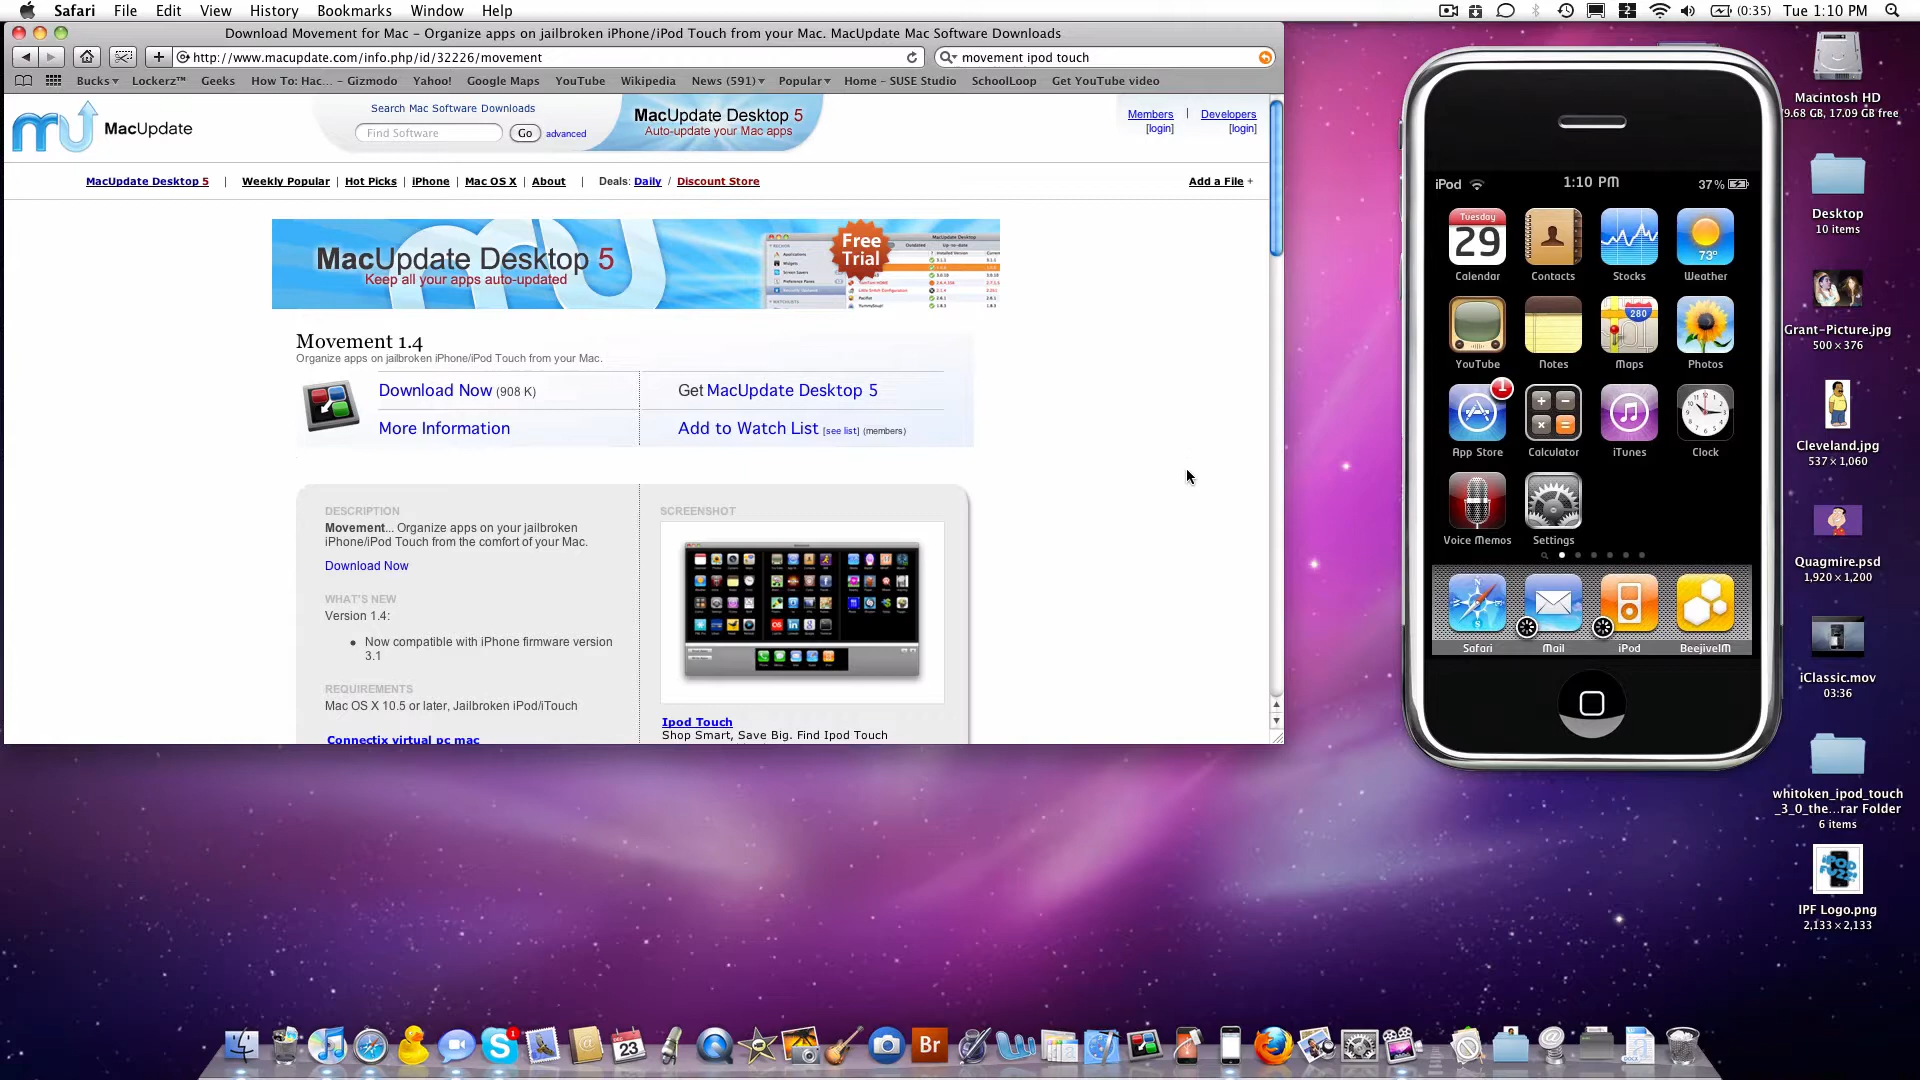 Safari File Edit View History Bookmarks Window Help
(0:35) Tue 1:10 PM
Download Movement for Mac – Organize apps on jailbroken iPhone/iPod Touch from your Mac. MacUpdate Mac Software Downloads
http://www.macupdate.com/info.php/id/32226/movement
movement ipod touch
Bucks Lockerz™ Geeks How To: Hac... – Gizmodo Yahoo! Google Maps YouTube Wikipedia News (591) Popular Home – SUSE Studio SchoolLoop Get YouTube video
MacUpdate
Search Mac Software Downloads
Find Software Go advanced
MacUpdate Desktop 5
Auto-update your Mac apps
Members | Developers
[login] [login]
MacUpdate Desktop 5 | Weekly Popular | Hot Picks | iPhone | Mac OS X | About | Deals: Daily / Discount Store
Add a File +
MacUpdate Desktop 5
Keep all your apps auto-updated
Free
Trial
Movement 1.4
Organize apps on jailbroken iPhone/iPod Touch from your Mac.
Download Now (908 K)
Get MacUpdate Desktop 5
More Information
Add to Watch List [see list] (members)
DESCRIPTION
Movement... Organize apps on your jailbroken
iPhone/iPod Touch from the comfort of your Mac.
Download Now
WHAT'S NEW
Version 1.4:
• Now compatible with iPhone firmware version
3.1
REQUIREMENTS
Mac OS X 10.5 or later, Jailbroken iPod/iTouch
Connectix virtual pc mac
SCREENSHOT
Ipod Touch
Shop Smart, Save Big. Find Ipod Touch
iPod 1:10 PM 37%
Tuesday
29
73°
Calendar Contacts Stocks Weather
280
YouTube Notes Maps Photos
1
App Store Calculator iTunes Clock
Voice Memos Settings
Safari Mail iPod BeejiveIM
Macintosh HD
9.68 GB, 17.09 GB free
Desktop
10 items
Grant-Picture.jpg
500 × 376
Cleveland.jpg
537 × 1,060
Quagmire.psd
1,920 × 1,200
iClassic.mov
03:36
whitoken_ipod_touch
_3_0_the...rar Folder
6 items
IPF Logo.png
2,133 × 2,133
23
Br